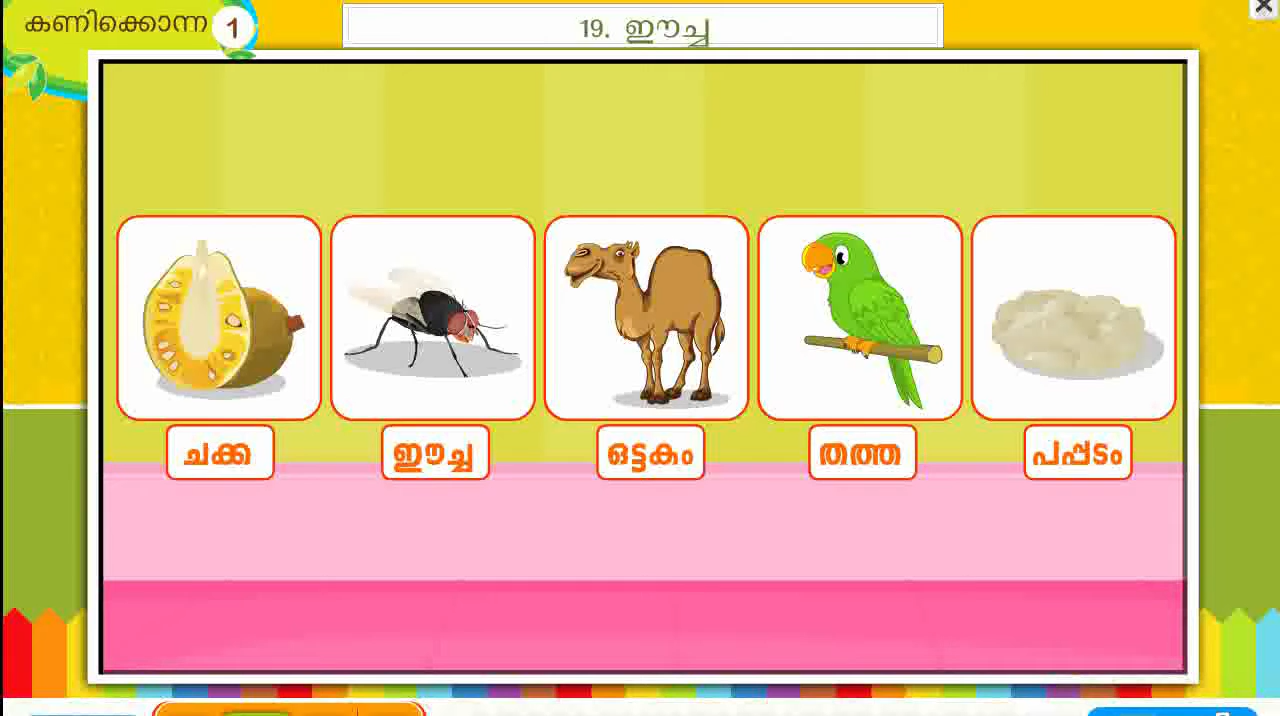 കണിക്കൊന്ന 1
19. ഈച്ച
ചക്ക
ഈച്ച
ഒട്ടകം
തത്ത
പപ്പടം